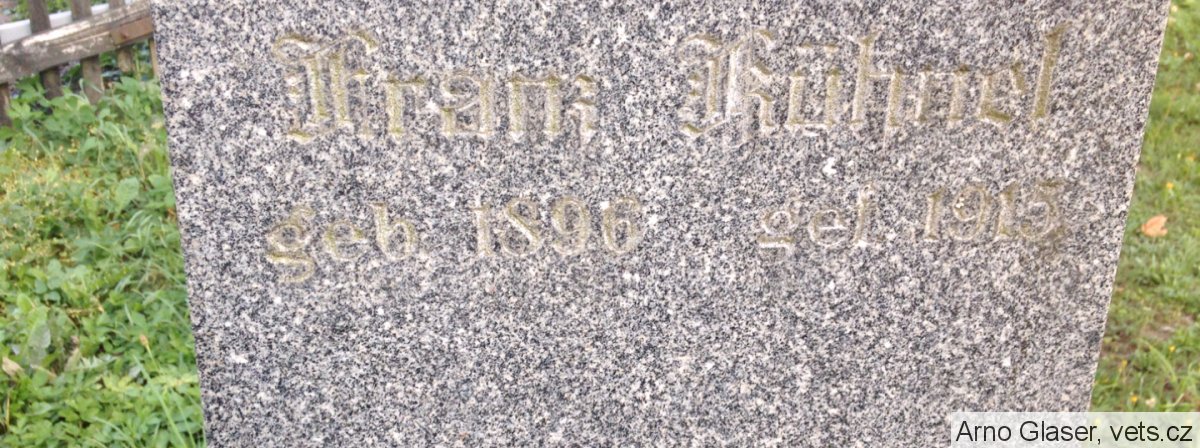 Franz Kühnel
geb 1896 gef 1915
Arno Glaser, vets.cz